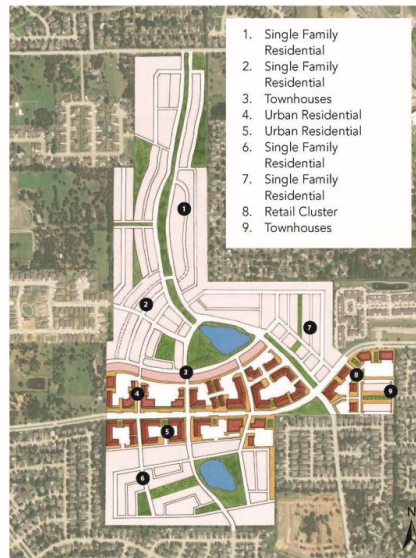 1. Single Family
Residential
2. Single Family
Residential
3. Townhouses
4. Urban Residential
5. Urban Residential
6. Single Family
Residential
7. Single Family
Residential
8. Retail Cluster
9. Townhouses
1
2
7
3
8
4
9
5
6
N